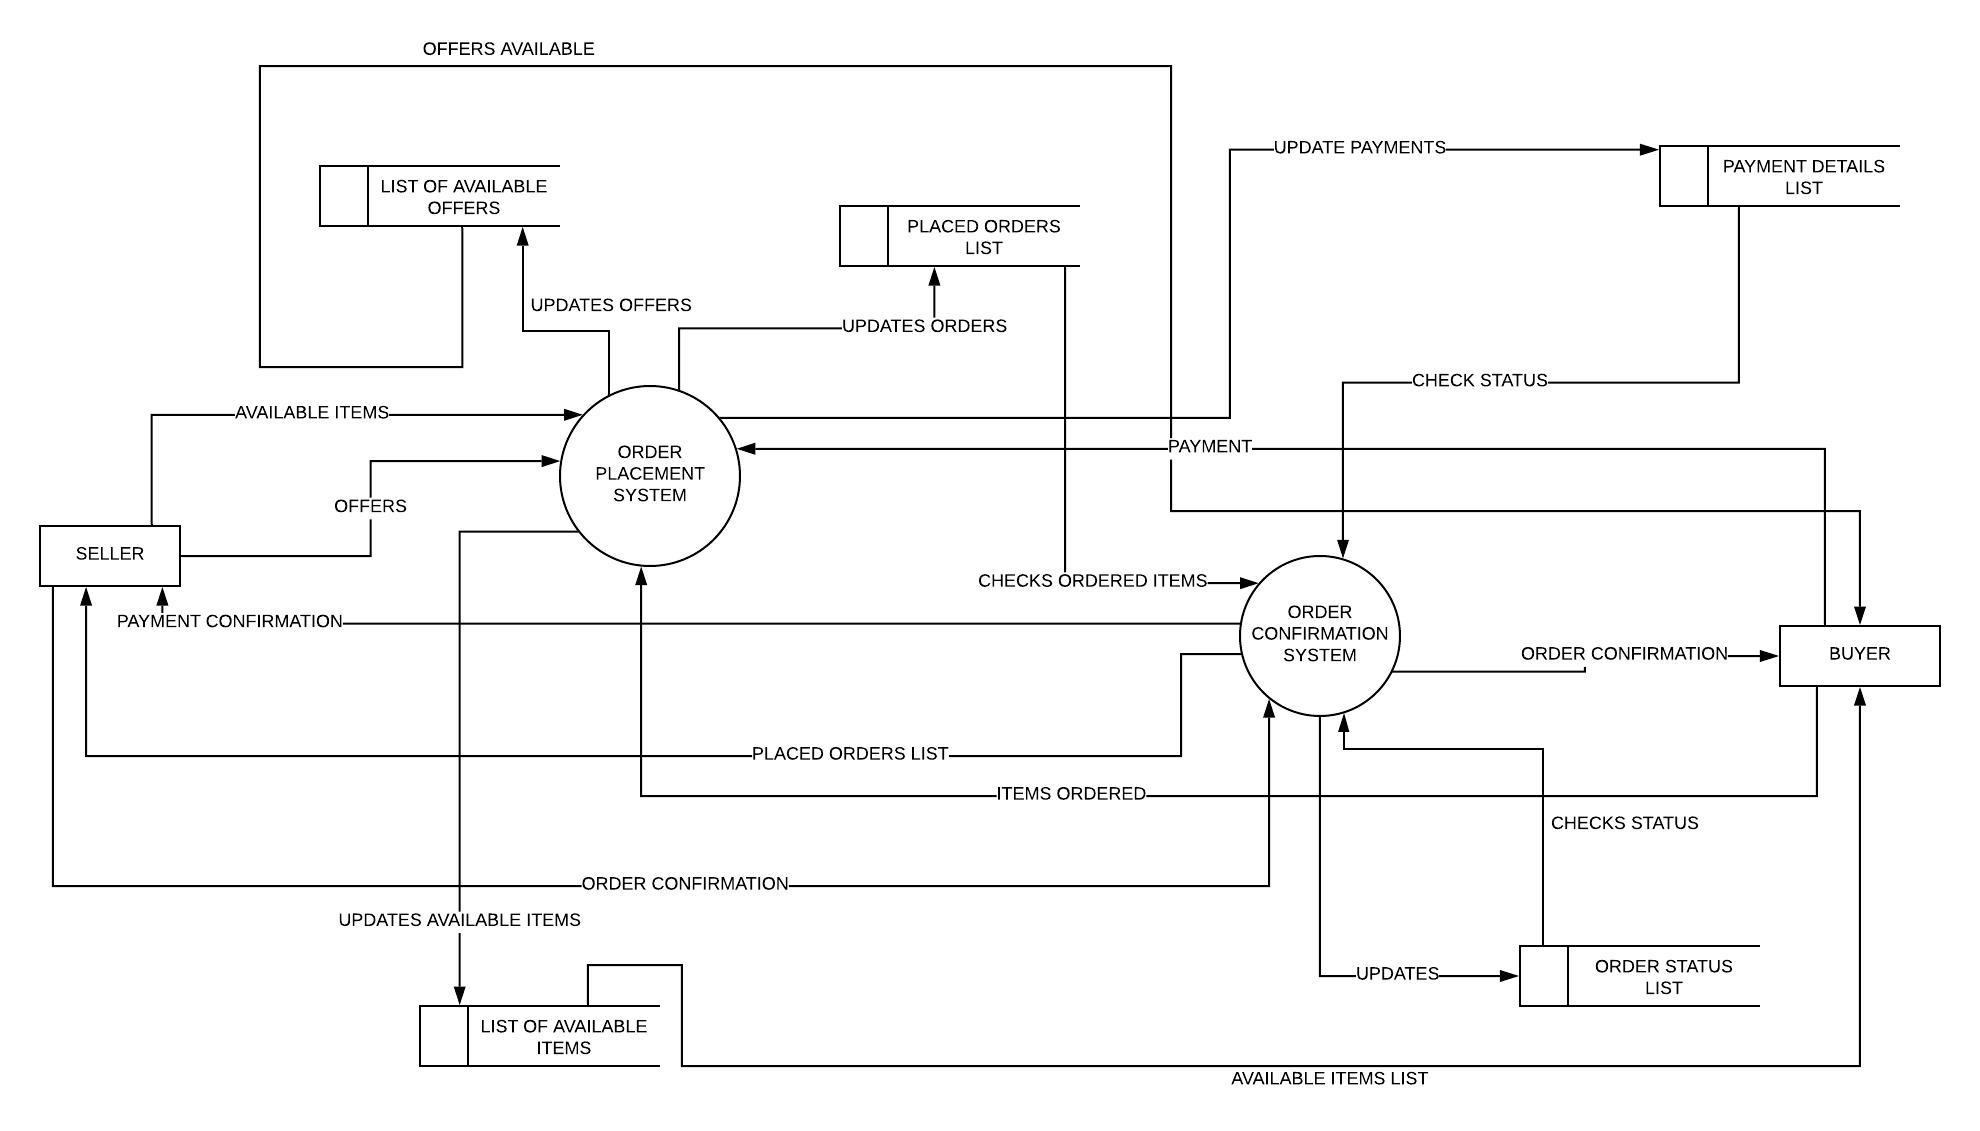 OFFERS AVAILABLE
UPDATE PAYMENTS
PAYMENT DETAILS
LIST
LIST OF AVAILABLE
OFFERS
PLACED ORDERS
LIST
UPDATES OFFERS
UPDATES ORDERS
CHECK STATUS
AVAILABLE ITEMS
PAYMENT
ORDER
PLACEMENT
SYSTEM
OFFERS
SELLER
CHECKS ORDERED ITEMS
ORDER
CONFIRMATION
SYSTEM
PAYMENT CONFIRMATION
ORDER CONFIRMATION
BUYER
PLACED ORDERS LIST
ITEMS ORDERED
CHECKS STATUS
ORDER CONFIRMATION
UPDATES AVAILABLE ITEMS
UPDATES
ORDER STATUS
LIST
LIST OF AVAILABLE
ITEMS
AVAILABLE ITEMS LIST